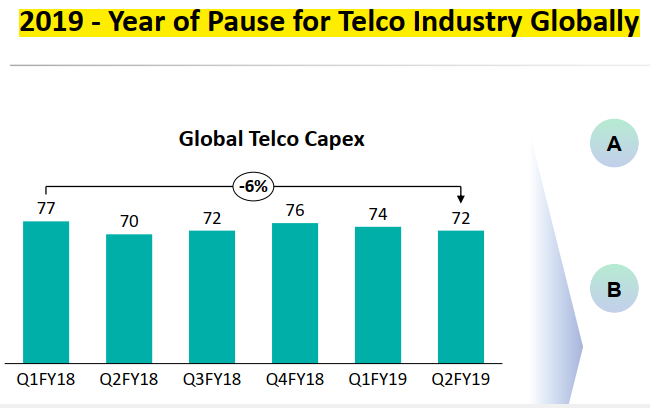 2019 - Year of Pause for Telco Industry Globally
Global Telco Capex
-6%
77 70 72 76 74 72
Q1FY18 Q2FY18 Q3FY18 Q4FY18 Q1FY19 Q2FY19
A
B